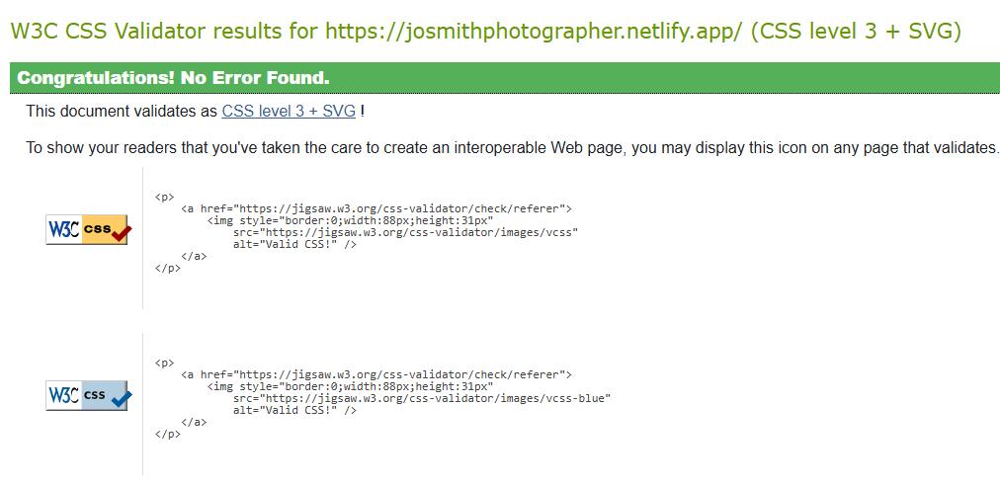 W3C CSS Validator results for https://josmithphotographer.netlify.app/ (CSS level 3 + SVG)
Congratulations! No Error Found.
This document validates as CSS level 3 + SVG !
To show your readers that you've taken the care to create an interoperable Web page, you may display this icon on any page that validates.
W3C css
<p>
<a href="https://jigsaw.w3.org/css-validator/check/referer">
<img style="border:0;width:88px;height:31px"
src="https://jigsaw.w3.org/css-validator/images/vcss"
alt="Valid CSS!" />
</a>
</p>
W3C css
<p>
<a href="https://jigsaw.w3.org/css-validator/check/referer">
<img style="border:0;width:88px;height:31px"
src="https://jigsaw.w3.org/css-validator/images/vcss-blue"
alt="Valid CSS!" />
</a>
</p>